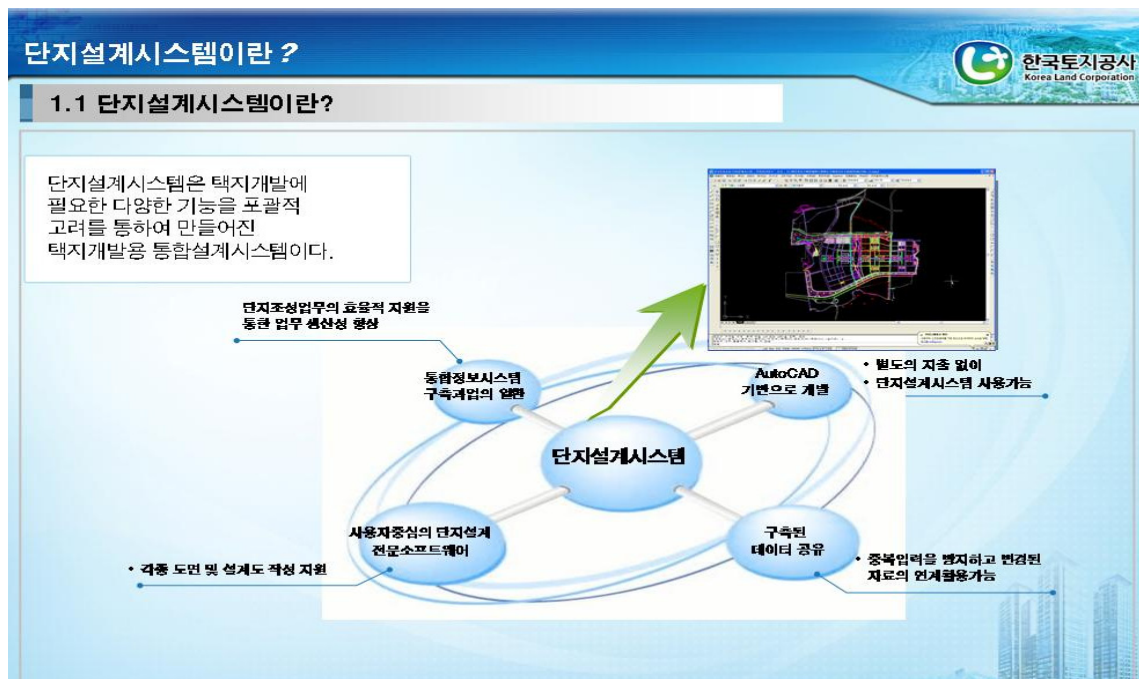 단지설계시스템이란 ?
한국토지공사
Korea Land Corporation
1.1 단지설계시스템이란?
단지설계시스템은 택지개발에
필요한 다양한 기능을 포괄적
고려를 통하여 만들어진
택지개발용 통합설계시스템이다.
단지조성업무의 효율적 지원을
통한 업무 생산성 향상
통합정보시스템
구축과업의 일환
AutoCAD
기반으로 개발
• 별도의 지출 없이
• 단지설계시스템 사용가능
단지설계시스템
사용자중심의 단지설계
전문소프트웨어
• 각종 도면 및 설계도 작성 지원
구축된
데이터 공유
• 중복입력을 방지하고 변경된
자료의 연계활용가능